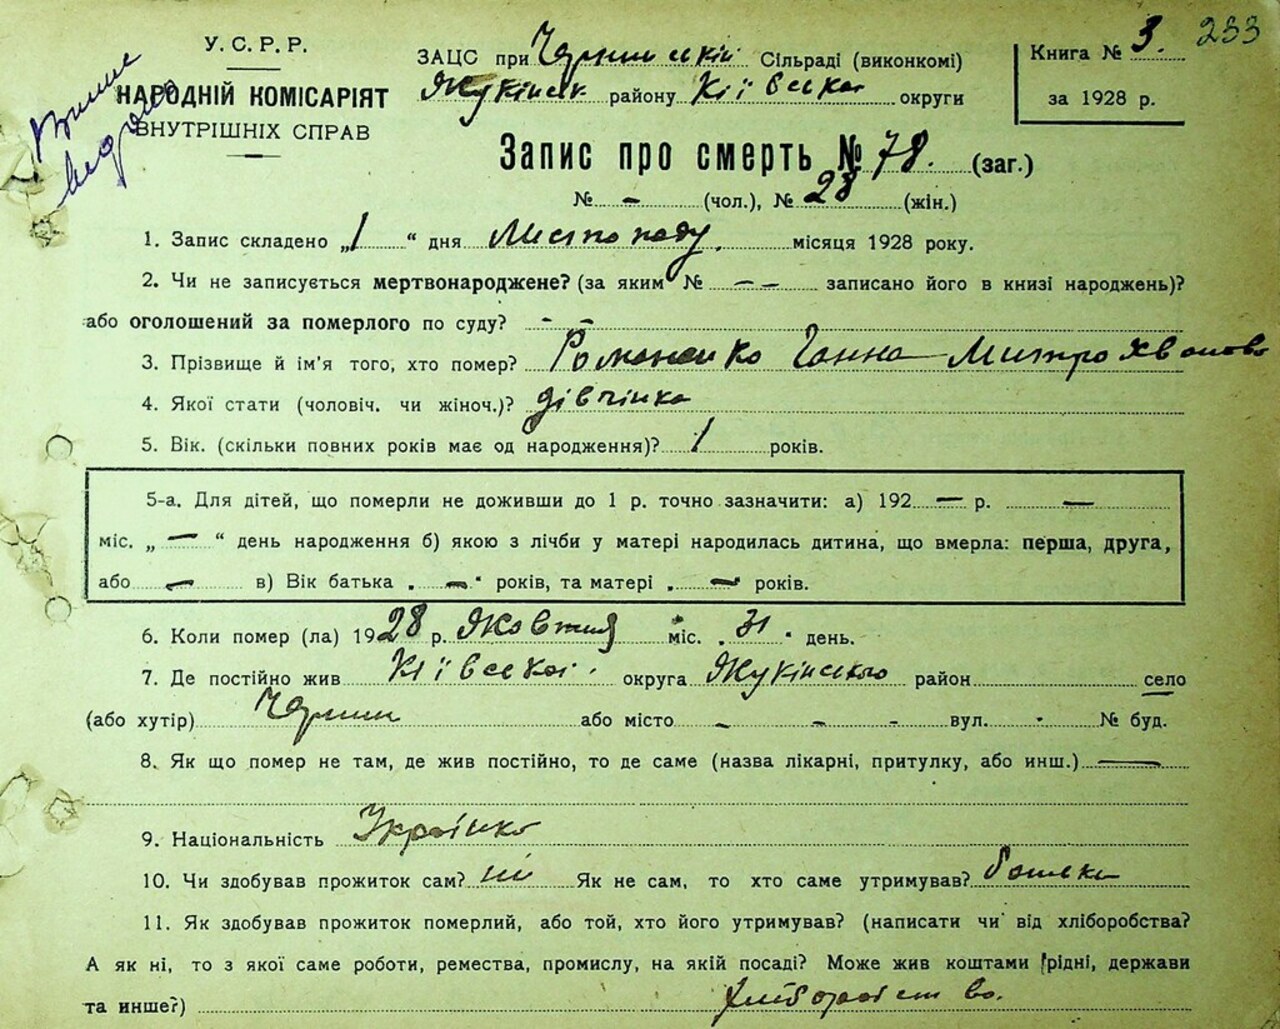 233
У. С. Р. Р.
НАРОДНІЙ КОМІСАРІЯТ
ВНУТРІШНІХ СПРАВ
ЗАЦС при Черниській Сільраді (виконкомі)
району Київської округи
Книга № 3.
за 1928 р.
Запис про смерть № 78. (заг.)
№ - (чол.), № 28 (жін.)
1. Запис складено „1“ дня Листопаду. місяця 1928 року.
2. Чи не записується мертвонароджене? (за яким № — — записано його в книзі народжень)?
або оголошений за померлого по суду? - -
3. Прізвище й ім'я того, хто помер? Романенко Ганна Митрохванова
4. Якої стати (чоловіч. чи жіноч.)? дівчінка
5. Вік. (скільки повних років має од народження)? 1 років.
5-а. Для дітей, що померли не доживши до 1 р. точно зазначити: а) 192 — р. —
міс. „ — “ день народження б) якою з лічби у матері народилась дитина, що вмерла: перша, друга,
або — в) Вік батька „ — “ років, та матері „ — “ років.
6. Коли помер (ла) 1928 р. Жовтня міс. „31“ день.
7. Де постійно жив Київської округа Жукінського район село
(або хутір) Чернин або місто - - - вул. - № буд.
8. Як що помер не там, де жив постійно, то де саме (назва лікарні, притулку, або инш.) —
9. Національність Українка
10. Чи здобував прожиток сам? ні Як не сам, то хто саме утримував? батьки
11. Як здобував прожиток померлий, або той, хто його утримував? (написати чи від хліборобства?
А як ні, то з якої саме роботи, ремества, промислу, на якій посаді? Може жив коштами рідні, держави
та инше?) хліборобство.